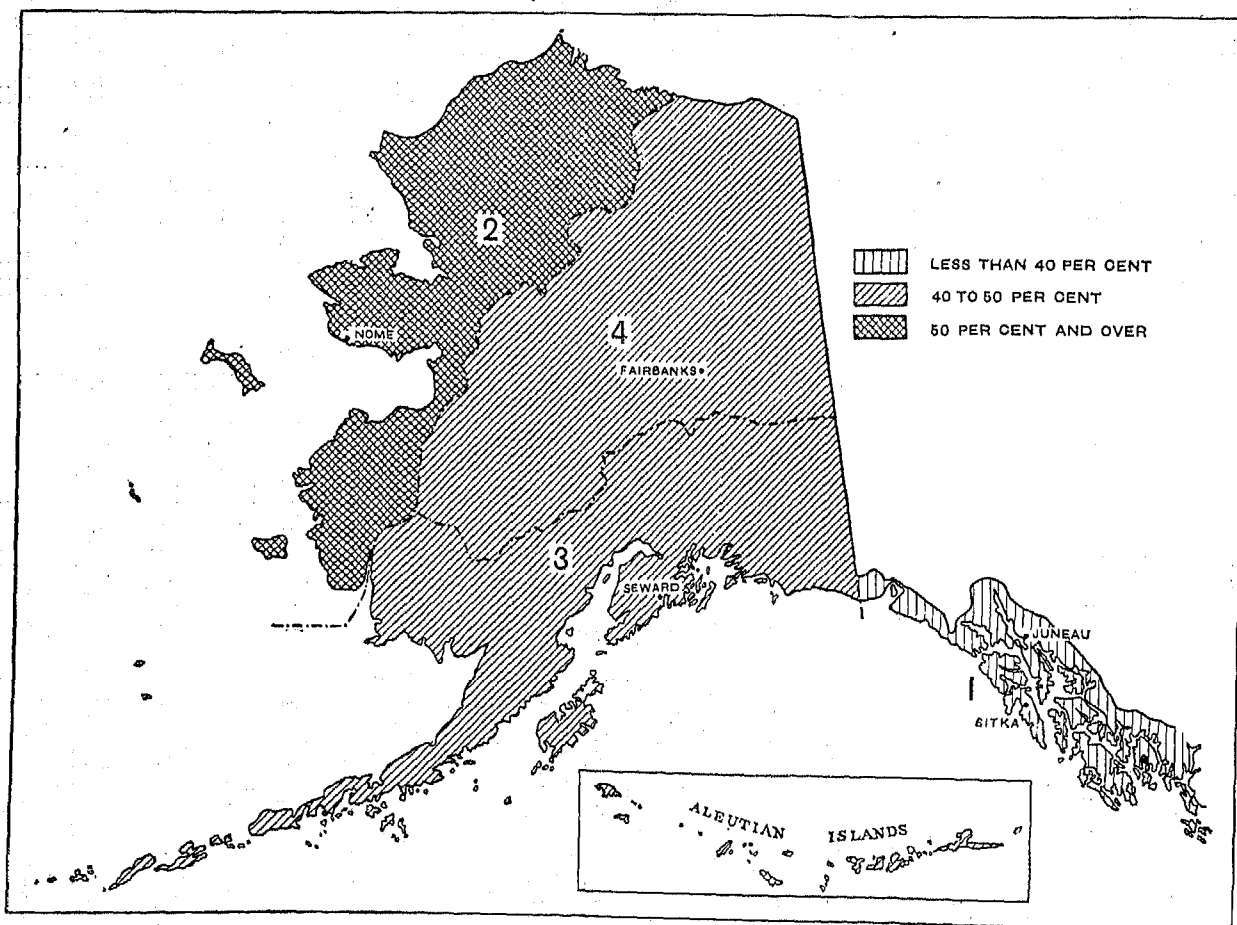 2
LESS THAN 40 PER CENT
40 TO 50 PER CENT
50 PER CENT AND OVER
NOME
4
FAIRBANKS
3
SEWARD
JUNEAU
1
SITKA
ALEUTIAN ISLANDS